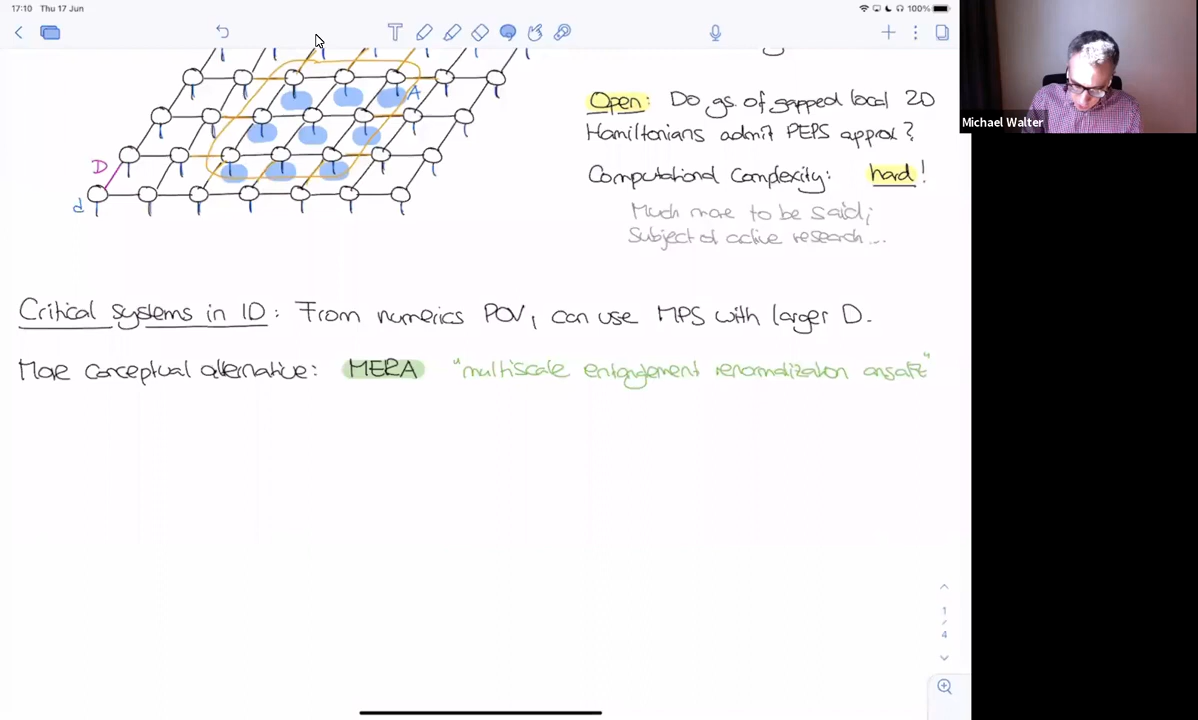 17:10 Thu 17 Jun
100%
A
D
d
Open: Do gs. of gapped local 2D
Hamiltonians admit PEPS approx?
Computational Complexity: hard!
Much more to be said;
Subject of active research...
Michael Walter
Critical systems in 1D: From numerics POV, can use MPS with larger D.
More conceptual alternative: MERA "multiscale entanglement renormalization ansatz"
1
/
4